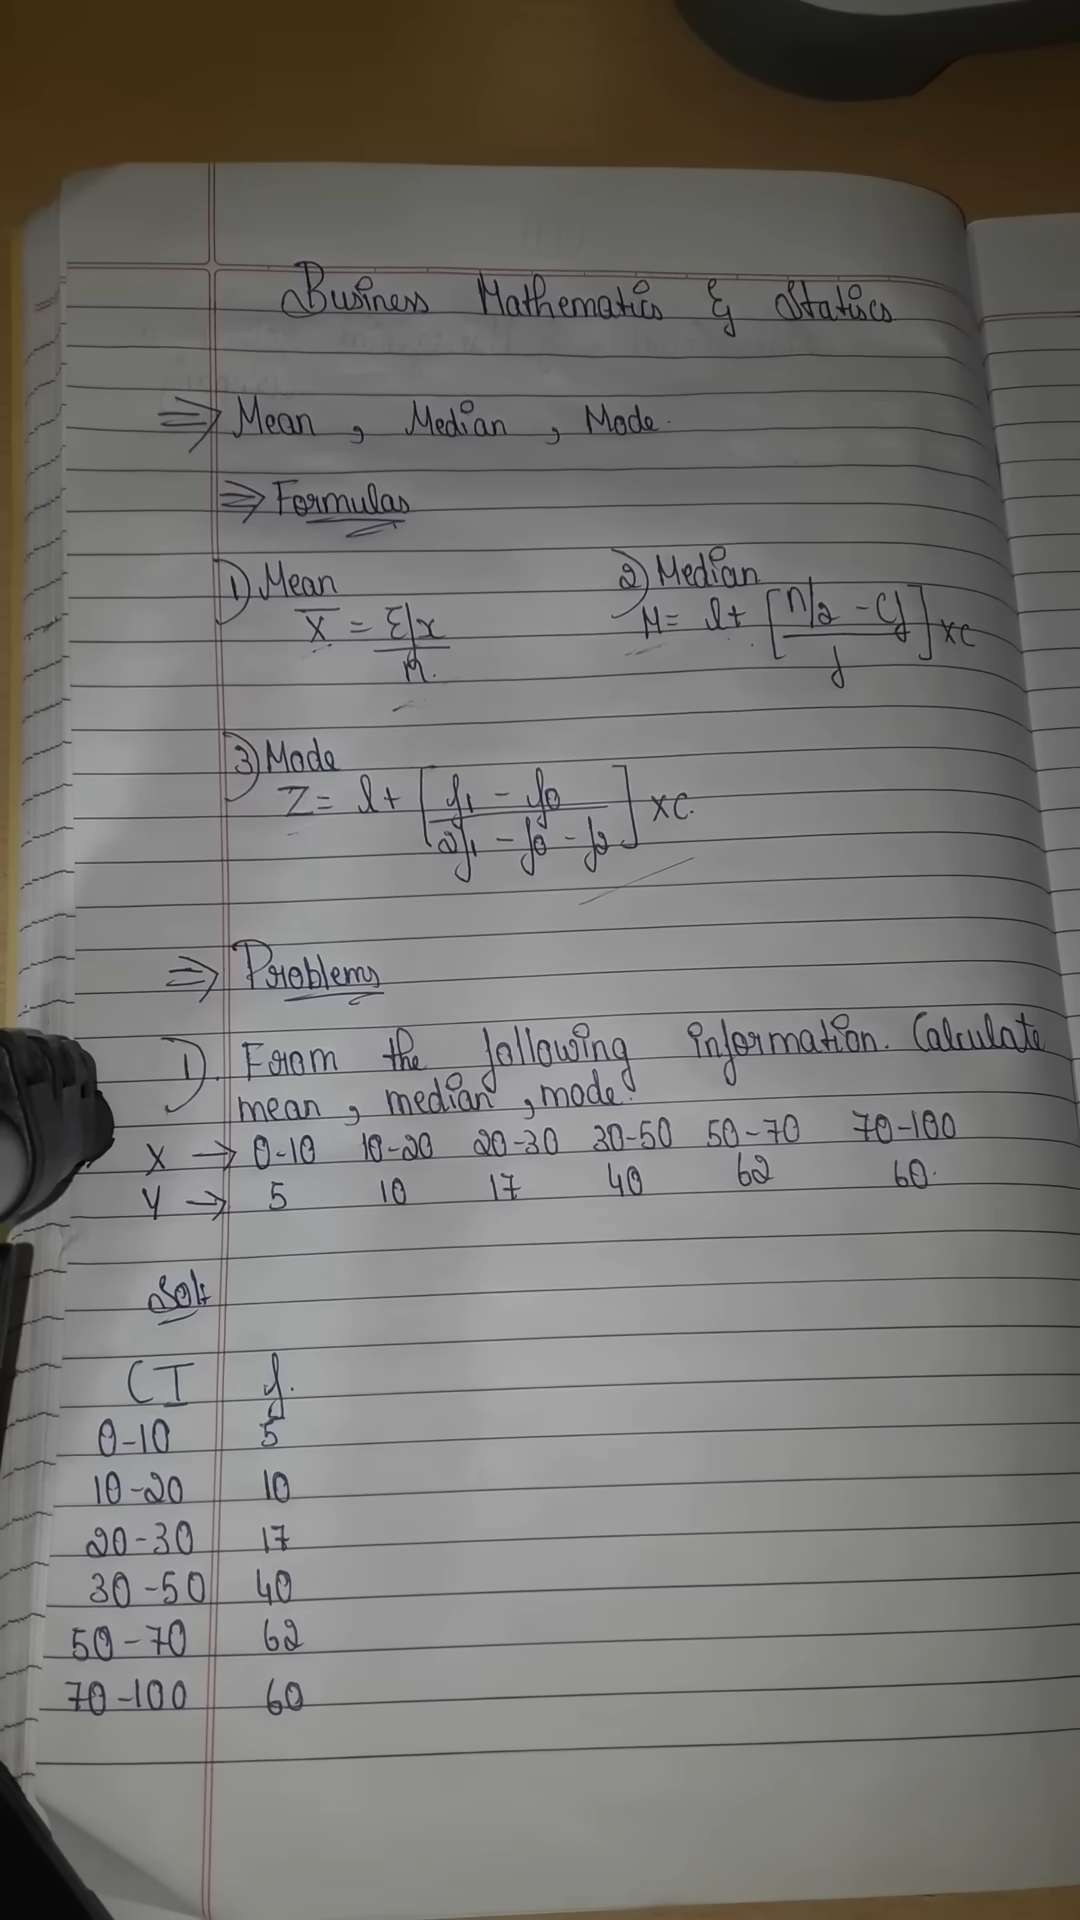 Business Mathematics & Statiscs
⇒ Mean, Median, Mode.
⇒ Formulas
1) Mean 2) Median
X̄ = Σfx/n. M = l + [n/2 - cf / f] × c
3) Mode
Z = l + [f1 - f0 / 2f1 - f0 - f2] × c.
⇒ Problems
1). From the following information. Calculate
mean, median, mode.
X → 0-10 10-20 20-30 30-50 50-70 70-100
Y → 5 10 17 40 62 60.
Sol:
CI f.
0-10 5
10-20 10
20-30 17
30-50 40
50-70 62
70-100 60